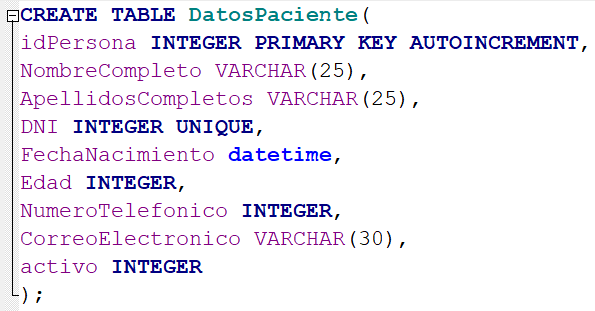 CREATE TABLE DatosPaciente(
idPersona INTEGER PRIMARY KEY AUTOINCREMENT,
NombreCompleto VARCHAR(25),
ApellidosCompletos VARCHAR(25),
DNI INTEGER UNIQUE,
FechaNacimiento datetime,
Edad INTEGER,
NumeroTelefonico INTEGER,
CorreoElectronico VARCHAR(30),
activo INTEGER
);